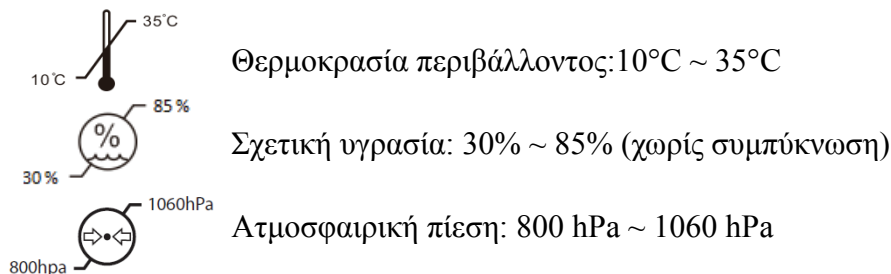 35°C
10°C
Θερμοκρασία περιβάλλοντος:10°C ~ 35°C
85%
%
30%
Σχετική υγρασία: 30% ~ 85% (χωρίς συμπύκνωση)
1060hPa
800hpa
Ατμοσφαιρική πίεση: 800 hPa ~ 1060 hPa